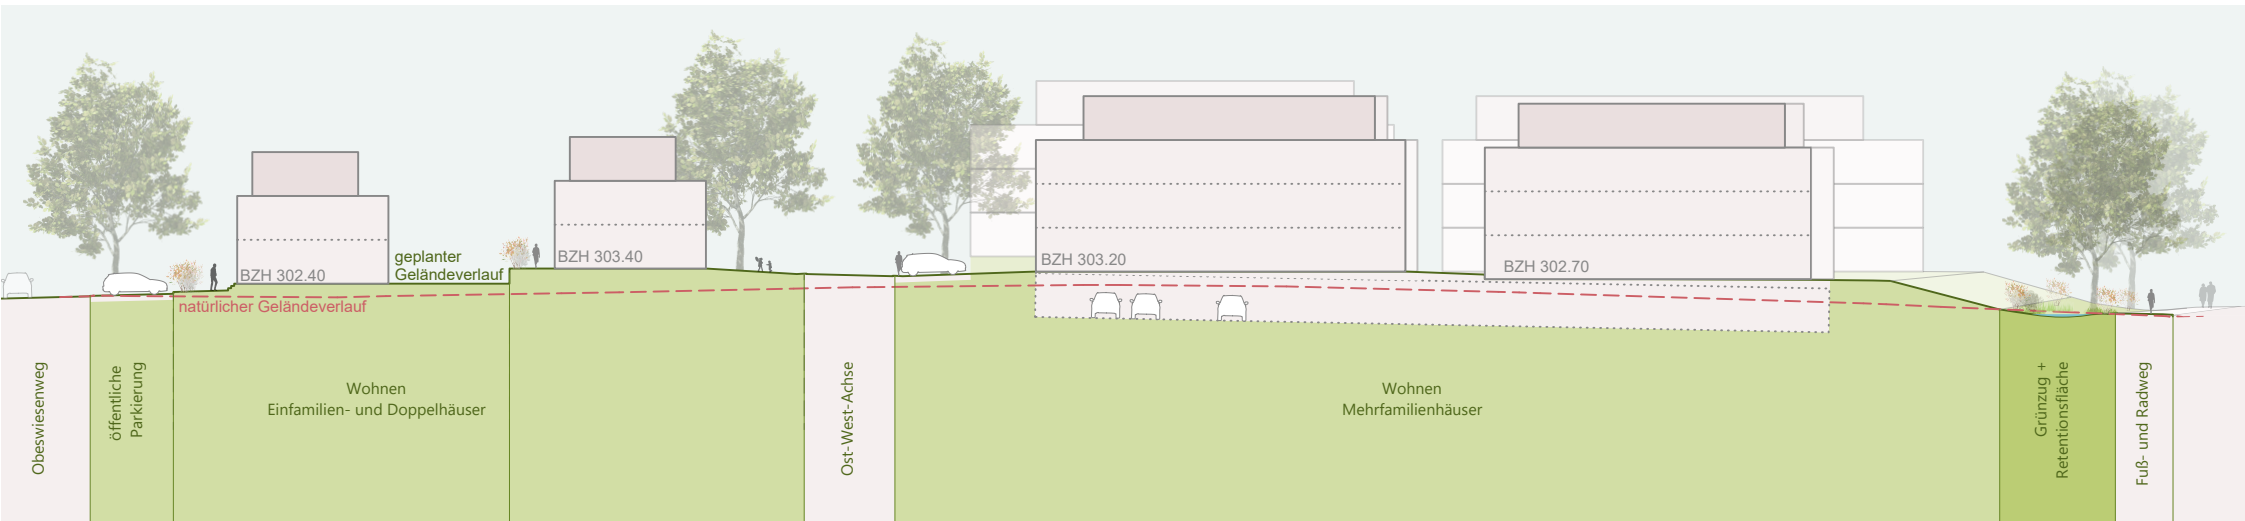 BZH 302.40
geplanter
Geländeverlauf
BZH 303.40
BZH 303.20
BZH 302.70
natürlicher Geländeverlauf
Obeswiesenweg
öffentliche
Parkierung
Wohnen
Einfamilien- und Doppelhäuser
Ost-West-Achse
Wohnen
Mehrfamilienhäuser
Grünzug +
Retentionsfläche
Fuß- und Radweg